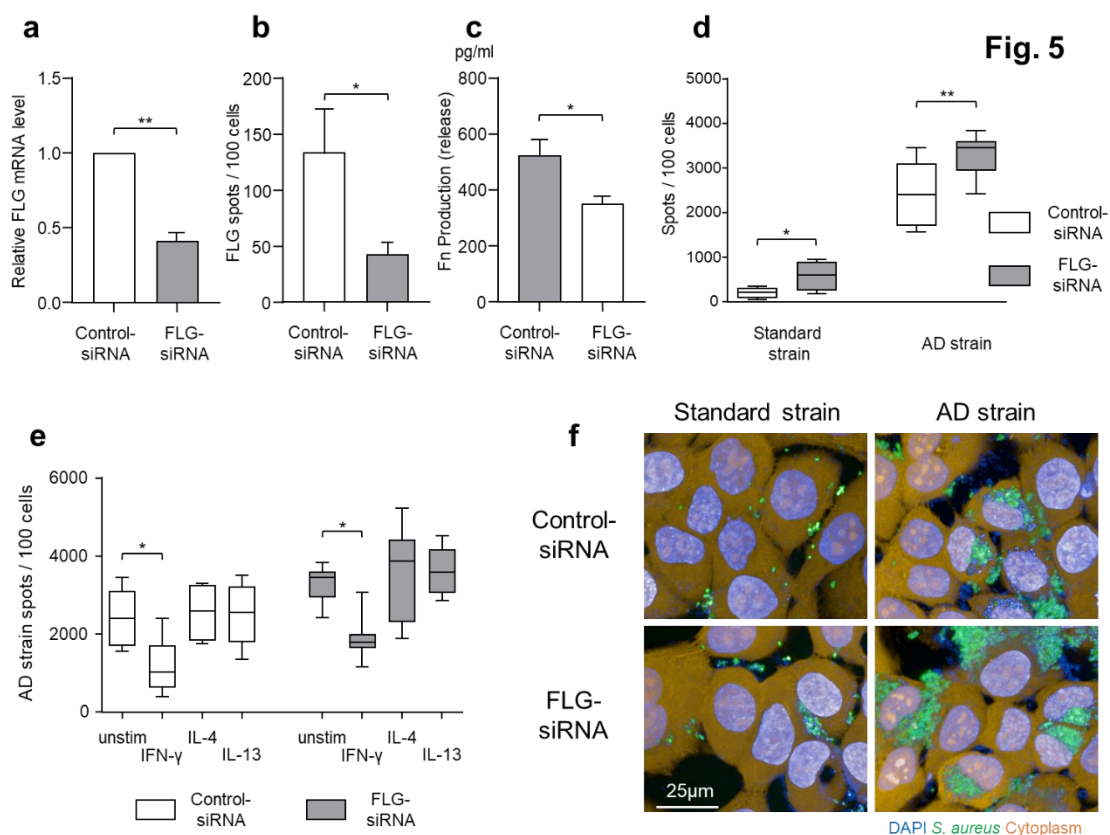 Fig. 5
a
Relative FLG mRNA level
1.5
1.0
0.5
0.0
**
Control-
siRNA
FLG-
siRNA
b
FLG spots / 100 cells
200
150
100
50
0
*
Control-
siRNA
FLG-
siRNA
c
pg/ml
Fn Production (release)
800
600
400
200
0
*
Control-
siRNA
FLG-
siRNA
d
Spots / 100 cells
5000
4000
3000
2000
1000
0
*
**
Standard
strain
AD strain
Control-
siRNA
FLG-
siRNA
e
AD strain spots / 100 cells
6000
4000
2000
0
*
*
unstim
IFN-γ
IL-4
IL-13
unstim
IFN-γ
IL-4
IL-13
Control-
siRNA
FLG-
siRNA
f
Standard strain
AD strain
Control-
siRNA
FLG-
siRNA
25μm
DAPI S. aureus Cytoplasm